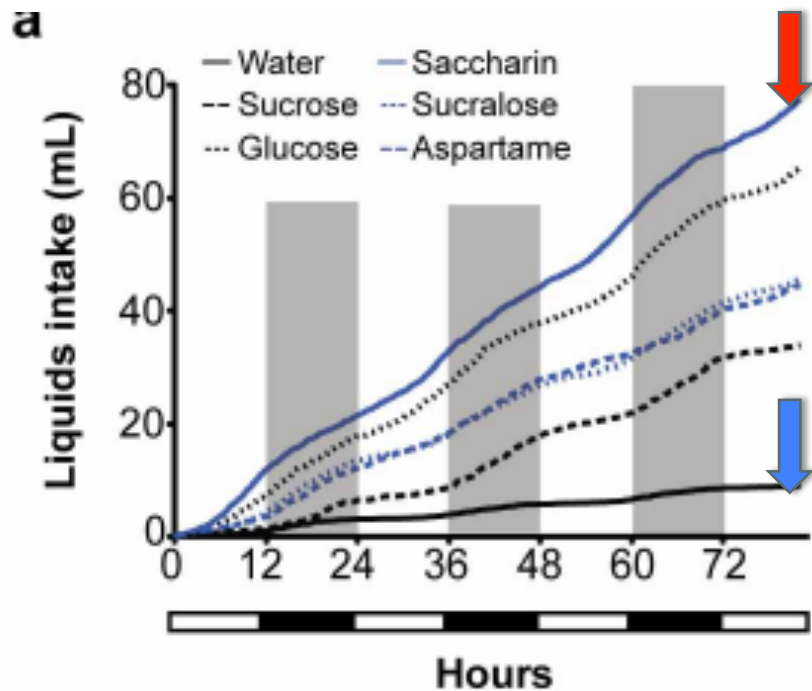 a
Water Saccharin
Sucrose Sucralose
Glucose Aspartame
Liquids intake (mL)
80
60
40
20
0
0 12 24 36 48 60 72
Hours